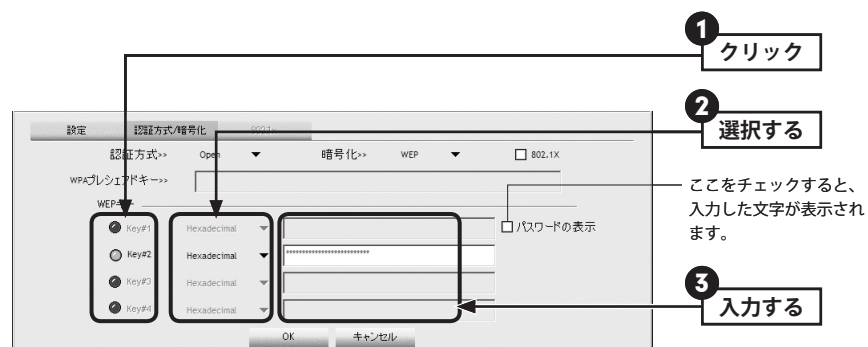 1
クリック
2
選択する
設定 認証方式/暗号化 802.1x
認証方式>> Open 暗号化>> WEP 802.1X
WPAプレシェアドキー>>
WEPキー
Key#1 Hexadecimal パスワードの表示
Key#2 Hexadecimal **************************
Key#3 Hexadecimal
Key#4 Hexadecimal
OK キャンセル
ここをチェックすると、
入力した文字が表示され
ます。
3
入力する